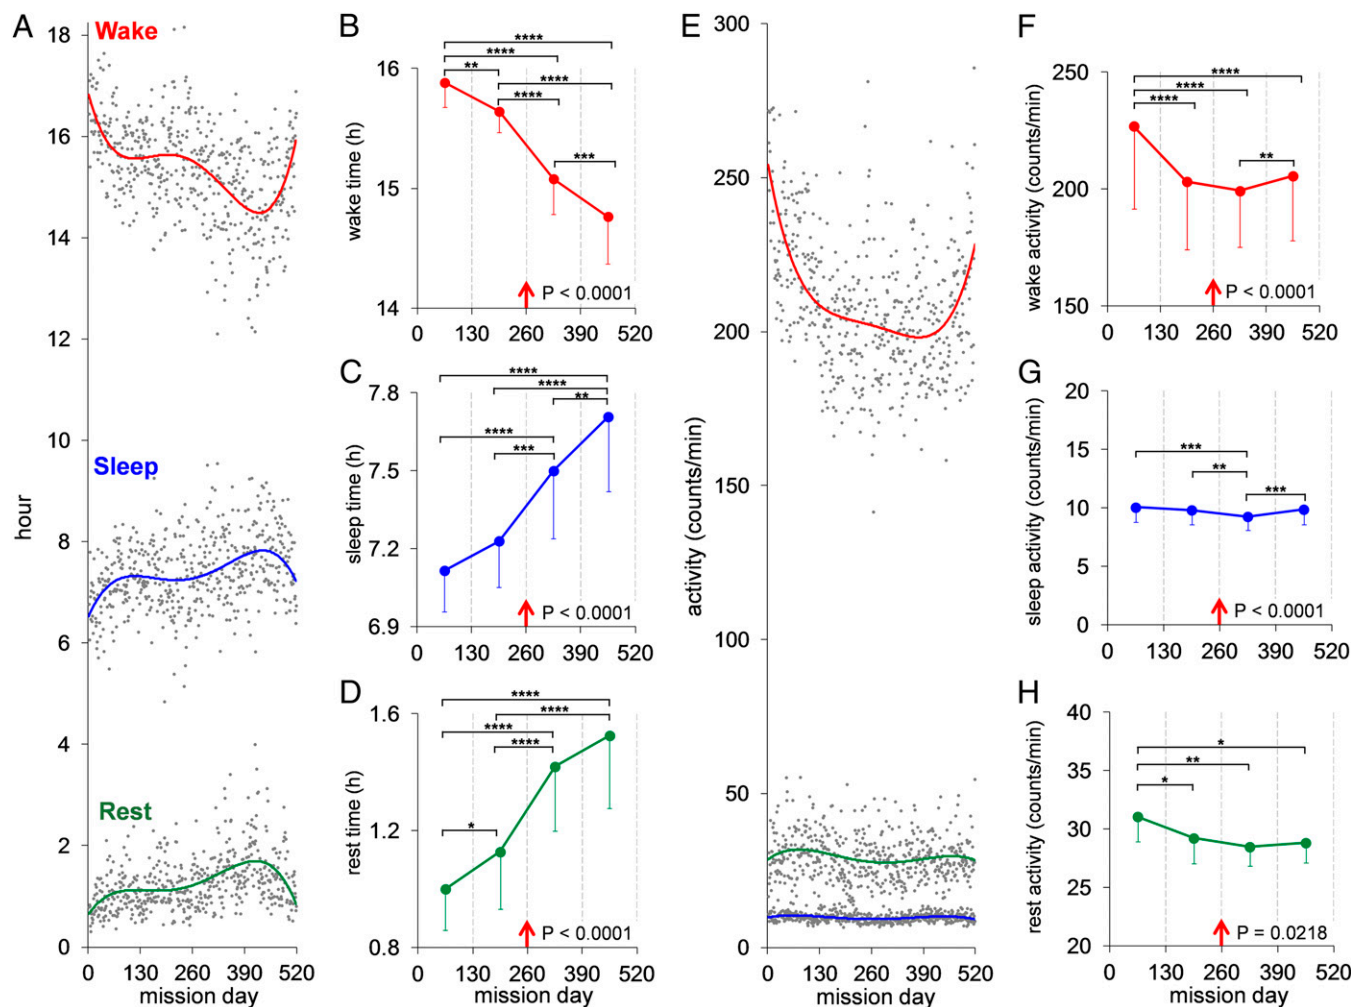 A
Wake
hour
18
16
14
12
10
8
6
4
2
0
Sleep
Rest
0 130 260 390 520
mission day
B
wake time (h)
16
15
14
****
****
** ****
****
***
P < 0.0001
0 130 260 390 520
C
sleep time (h)
7.8
7.5
7.2
6.9
****
****
**
****
***
P < 0.0001
0 130 260 390 520
D
rest time (h)
1.6
1.2
0.8
****
****
****
****
*
P < 0.0001
0 130 260 390 520
mission day
E
activity (counts/min)
300
250
200
150
100
50
0
0 130 260 390 520
mission day
F
wake activity (counts/min)
250
200
150
****
****
****
**
P < 0.0001
0 130 260 390 520
G
sleep activity (counts/min)
20
15
10
5
0
***
**
***
P < 0.0001
0 130 260 390 520
H
rest activity (counts/min)
40
35
30
25
20
*
**
*
P = 0.0218
0 130 260 390 520
mission day